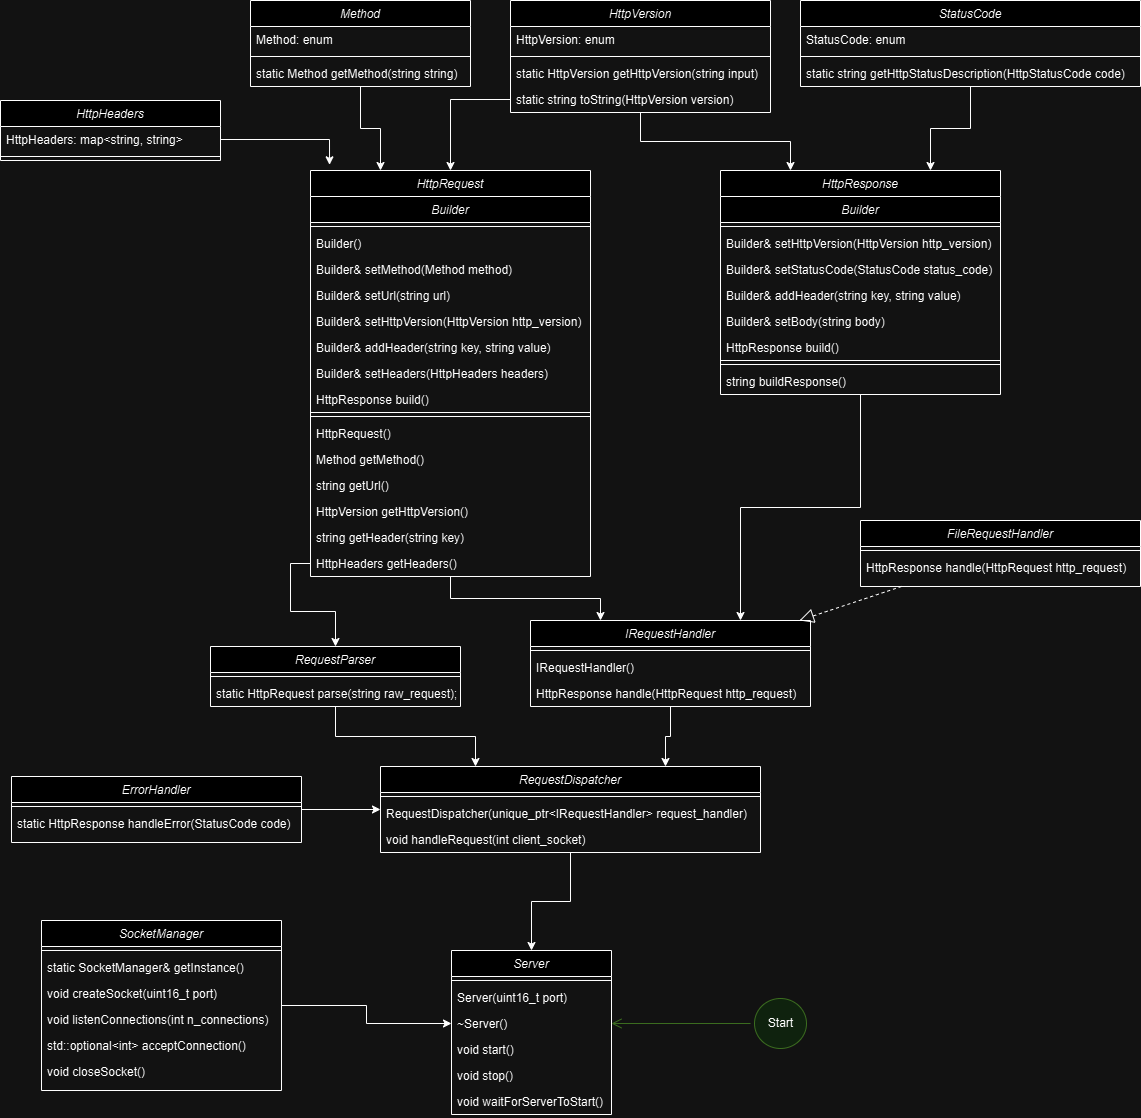 Method
Method: enum
static Method getMethod(string string)
HttpVersion
HttpVersion: enum
static HttpVersion getHttpVersion(string input)
static string toString(HttpVersion version)
StatusCode
StatusCode: enum
static string getHttpStatusDescription(HttpStatusCode code)
HttpHeaders
HttpHeaders: map<string, string>
HttpRequest
Builder
Builder()
Builder& setMethod(Method method)
Builder& setUrl(string url)
Builder& setHttpVersion(HttpVersion http_version)
Builder& addHeader(string key, string value)
Builder& setHeaders(HttpHeaders headers)
HttpResponse build()
HttpRequest()
Method getMethod()
string getUrl()
HttpVersion getHttpVersion()
string getHeader(string key)
HttpHeaders getHeaders()
HttpResponse
Builder
Builder& setHttpVersion(HttpVersion http_version)
Builder& setStatusCode(StatusCode status_code)
Builder& addHeader(string key, string value)
Builder& setBody(string body)
HttpResponse build()
string buildResponse()
FileRequestHandler
HttpResponse handle(HttpRequest http_request)
IRequestHandler
IRequestHandler()
HttpResponse handle(HttpRequest http_request)
RequestParser
static HttpRequest parse(string raw_request);
RequestDispatcher
RequestDispatcher(unique_ptr<IRequestHandler> request_handler)
void handleRequest(int client_socket)
ErrorHandler
static HttpResponse handleError(StatusCode code)
SocketManager
static SocketManager& getInstance()
void createSocket(uint16_t port)
void listenConnections(int n_connections)
std::optional<int> acceptConnection()
void closeSocket()
Server
Server(uint16_t port)
~Server()
void start()
void stop()
void waitForServerToStart()
Start